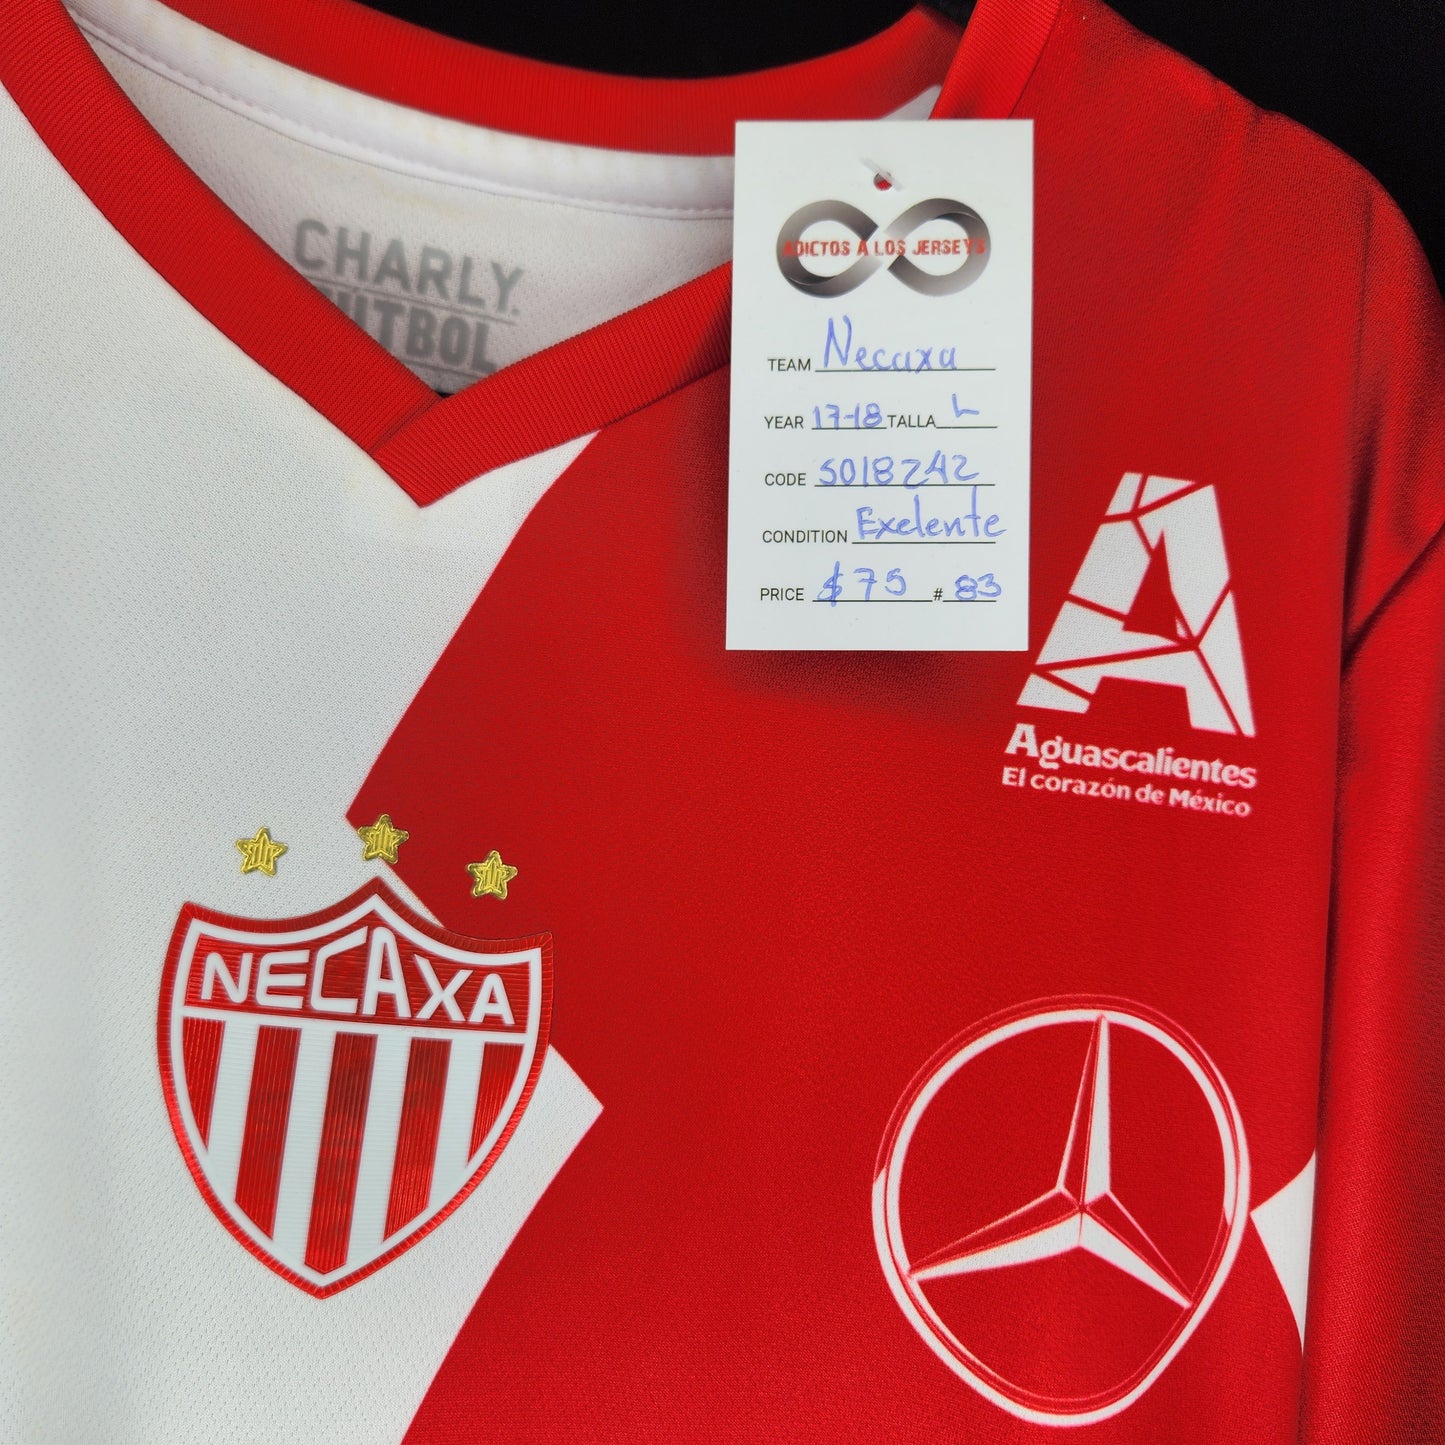 CHARLY
FUTBOL
ADICTOS A LOS JERSEYS
TEAM Necaxa
YEAR 17-18 TALLA L
CODE S018242
CONDITION Exelente
PRICE $75 # 83
Aguascalientes
El corazón de México
NECAXA